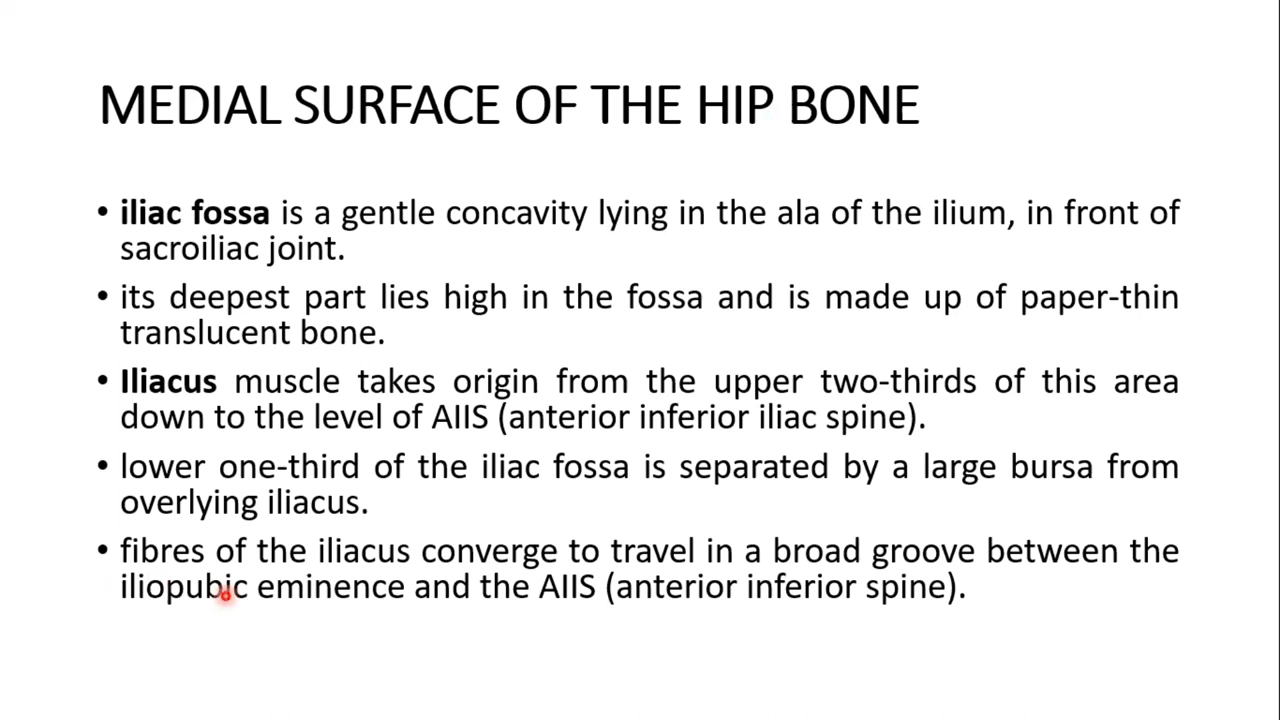 MEDIAL SURFACE OF THE HIP BONE
• iliac fossa is a gentle concavity lying in the ala of the ilium, in front of
sacroiliac joint.
• its deepest part lies high in the fossa and is made up of paper-thin
translucent bone.
• Iliacus muscle takes origin from the upper two-thirds of this area
down to the level of AIIS (anterior inferior iliac spine).
• lower one-third of the iliac fossa is separated by a large bursa from
overlying iliacus.
• fibres of the iliacus converge to travel in a broad groove between the
iliopubic eminence and the AIIS (anterior inferior spine).